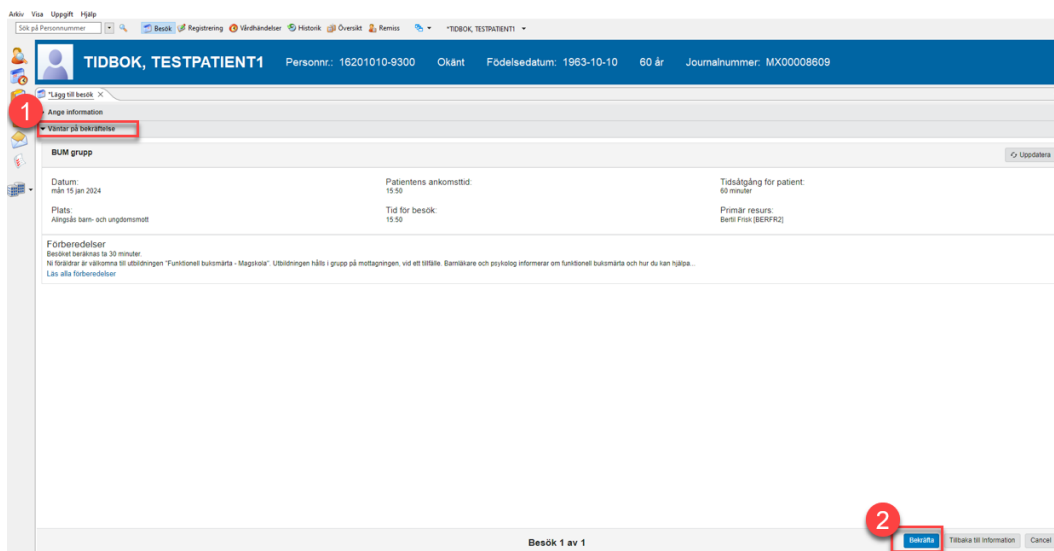 Arkiv Visa Uppgift Hjälp
Sök på Personnummer Besök Registrering Vårdhändelser Historik Översikt Remiss *TIDBOK, TESTPATIENT1
TIDBOK, TESTPATIENT1 Personnr.: 16201010-9300 Okänt Födelsedatum: 1963-10-10 60 år Journalnummer: MX00008609
*Lägg till besök
1
Ange information
Väntar på bekräftelse
BUM grupp Uppdatera
Datum: Patientens ankomsttid: Tidsåtgång för patient:
mån 15 jan 2024 15:50 60 minuter
Plats: Tid för besök: Primär resurs:
Alingsås barn- och ungdomsmott 15:50 Bertil Frisk [BERFR2]
Förberedelser
Besöket beräknas ta 30 minuter.
Ni föräldrar är välkomna till utbildningen "Funktionell buksmärta - Magskola". Utbildningen hålls i grupp på mottagningen, vid ett tillfälle. Barnläkare och psykolog informerar om funktionell buksmärta och hur du kan hjälpa...
Läs alla förberedelser
2
Besök 1 av 1 Bekräfta Tillbaka till Information Cancel